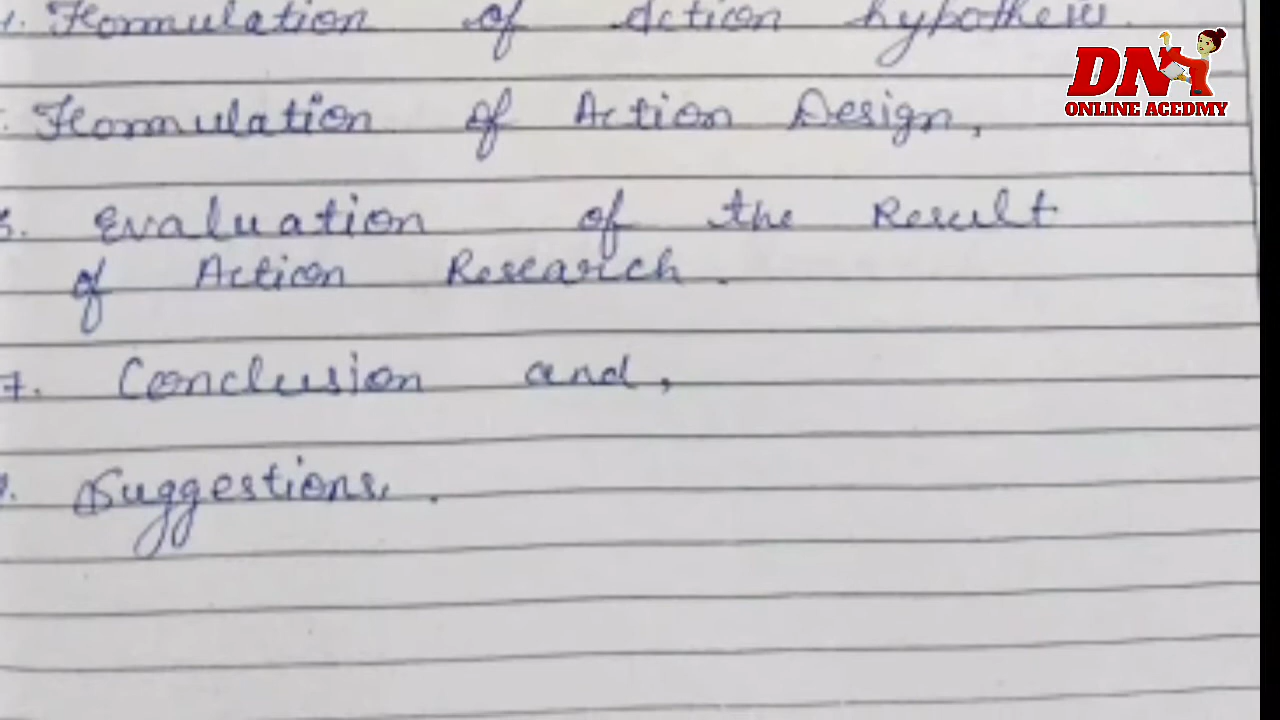 Formulation of action hypothesis.
DN
ONLINE ACEDMY
Formulation of Action Design,
Evaluation of the Result
of Action Research.
7. Conclusion and,
Suggestions.